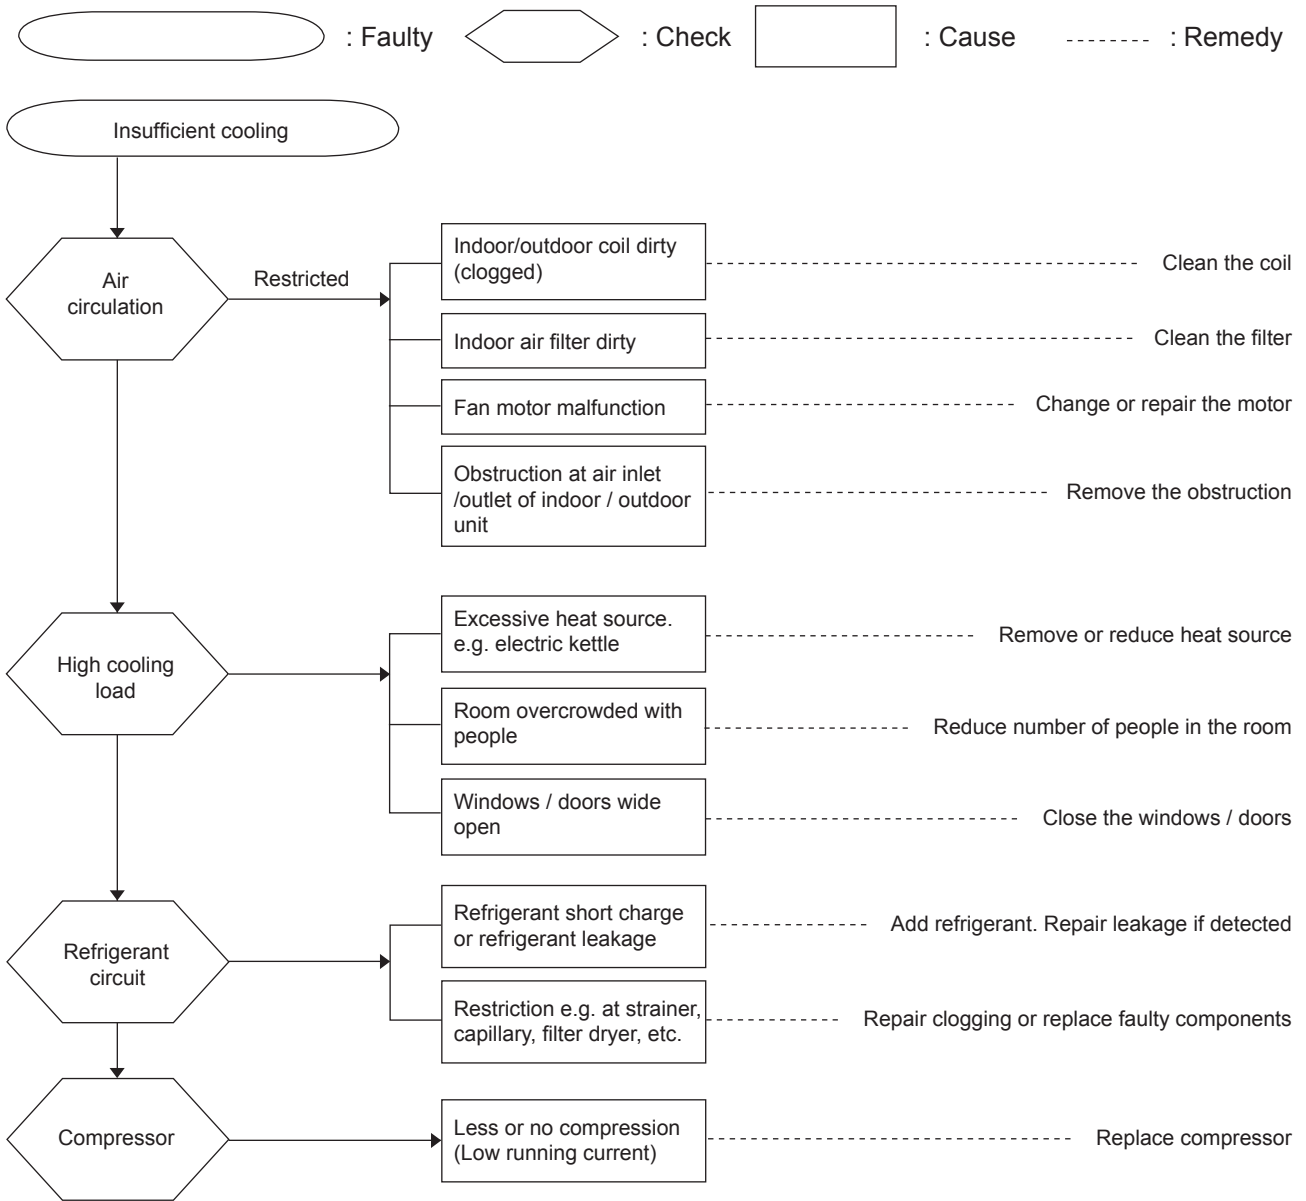 : Faulty
: Check
: Cause
: Remedy
Insufficient cooling
Air
circulation
Restricted
Indoor/outdoor coil dirty
(clogged)
Clean the coil
Indoor air filter dirty
Clean the filter
Fan motor malfunction
Change or repair the motor
Obstruction at air inlet
/outlet of indoor / outdoor
unit
Remove the obstruction
High cooling
load
Excessive heat source.
e.g. electric kettle
Remove or reduce heat source
Room overcrowded with
people
Reduce number of people in the room
Windows / doors wide
open
Close the windows / doors
Refrigerant
circuit
Refrigerant short charge
or refrigerant leakage
Add refrigerant. Repair leakage if detected
Restriction e.g. at strainer,
capillary, filter dryer, etc.
Repair clogging or replace faulty components
Compressor
Less or no compression
(Low running current)
Replace compressor